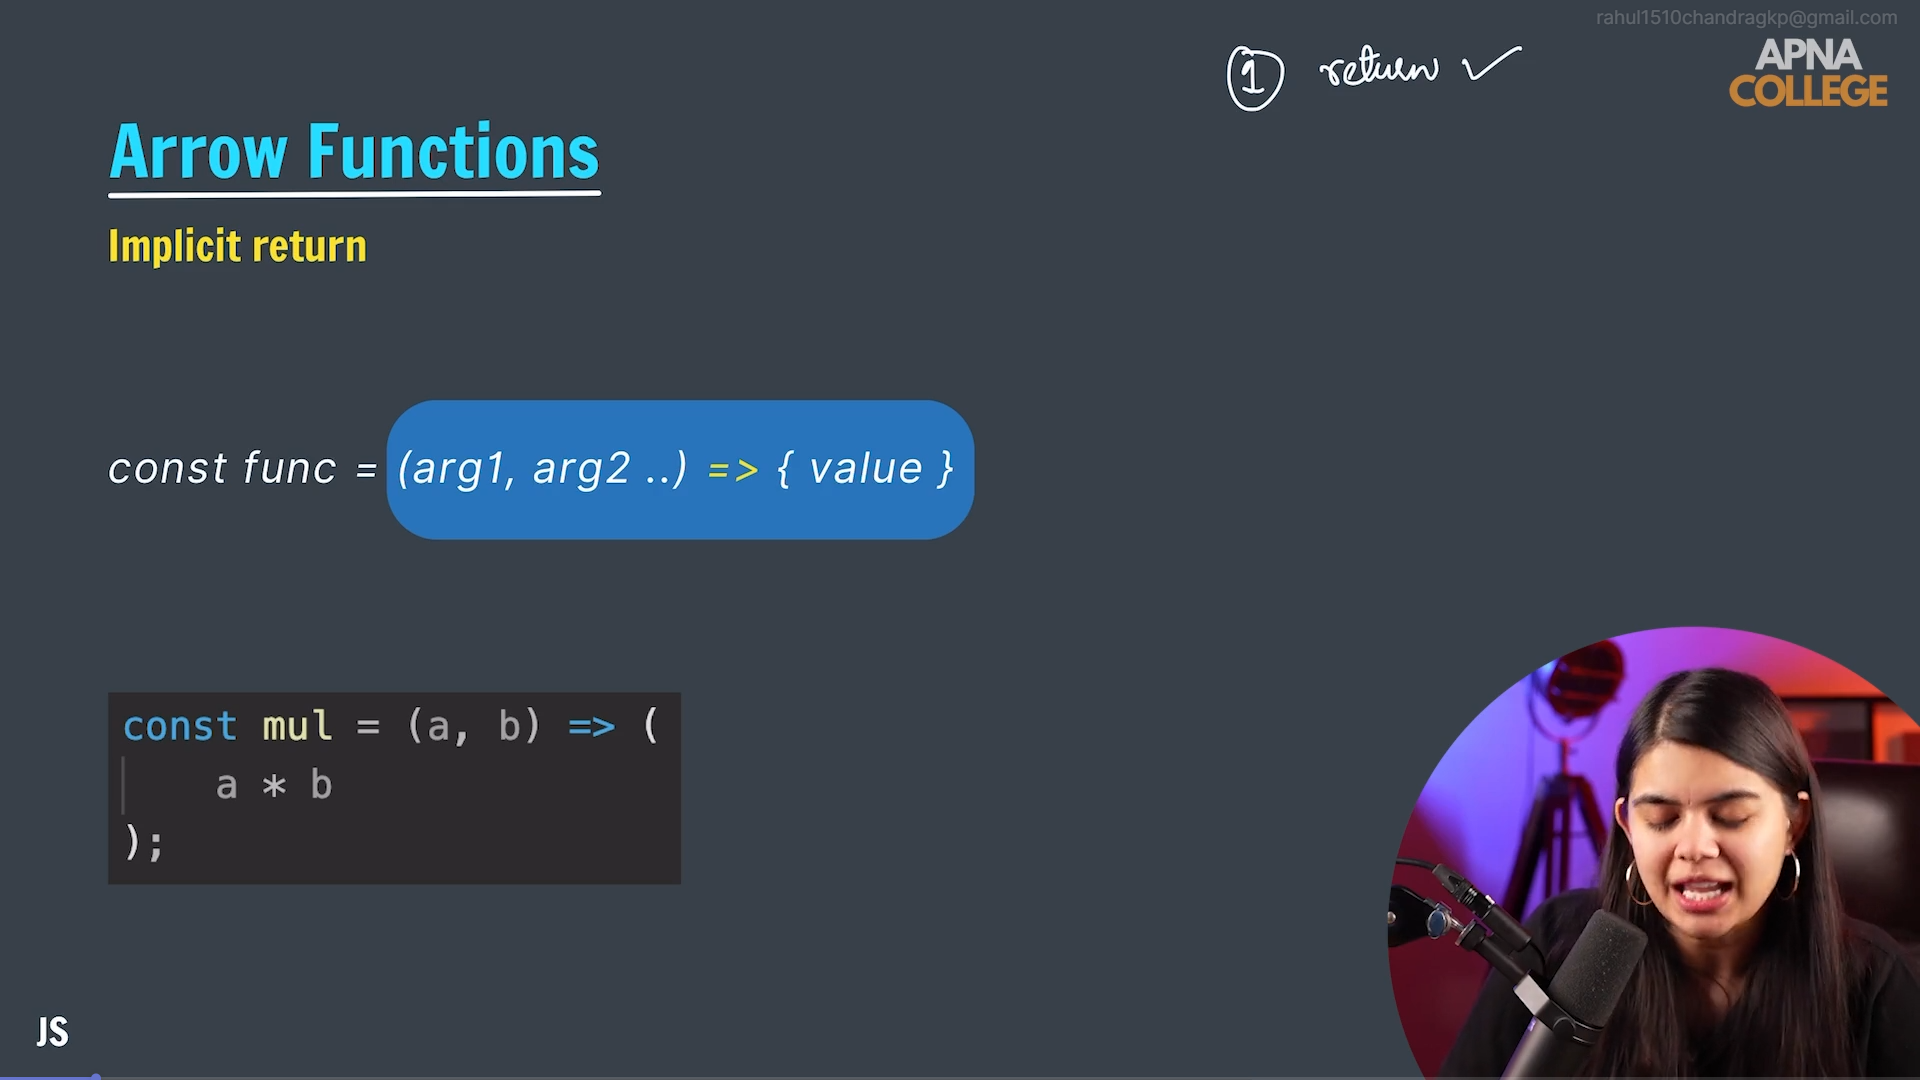 rahul1510chandragkp@gmail.com
APNA
COLLEGE
1 return ✓
Arrow Functions
Implicit return
const func = (arg1, arg2 ..) => { value }
const mul = (a, b) => (
a * b
);
JS